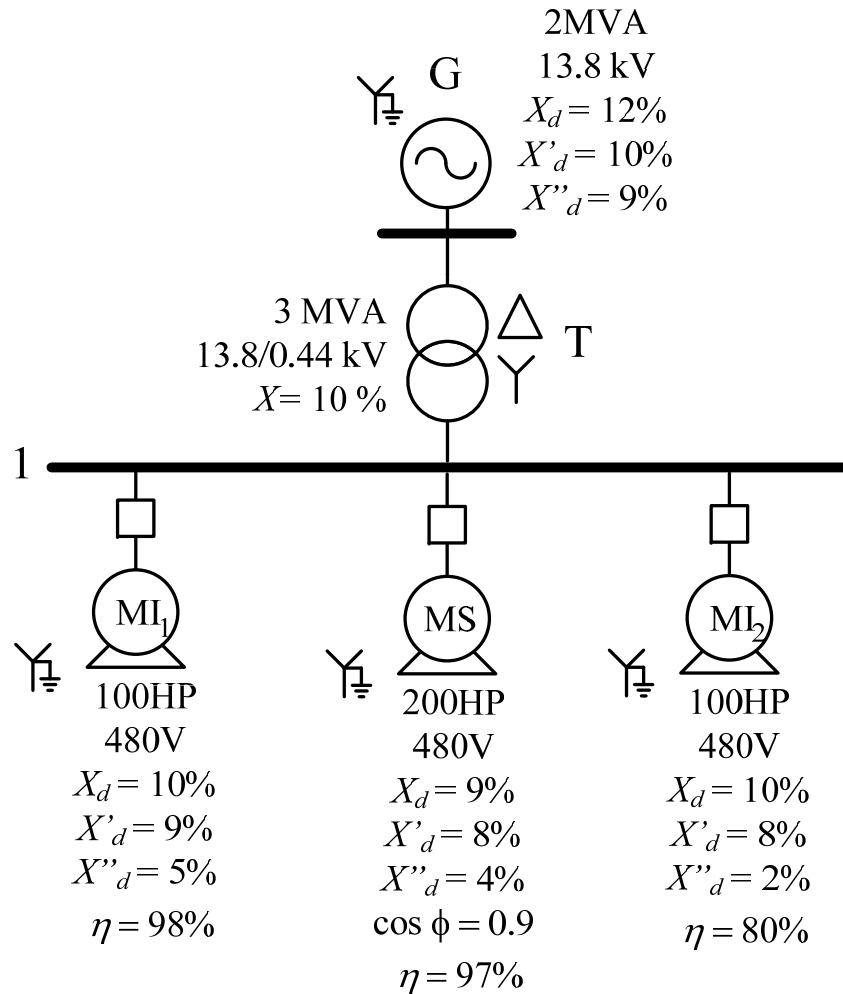 2MVA
G
13.8 kV
X_d = 12%
X'_d = 10%
X''_d = 9%
3 MVA
T
13.8/0.44 kV
X= 10 %
1
MI₁
MS
MI₂
100HP
480V
X_d = 10%
X'_d = 9%
X''_d = 5%
η = 98%
200HP
480V
X_d = 9%
X'_d = 8%
X''_d = 4%
cos ϕ = 0.9
η = 97%
100HP
480V
X_d = 10%
X'_d = 8%
X''_d = 2%
η = 80%